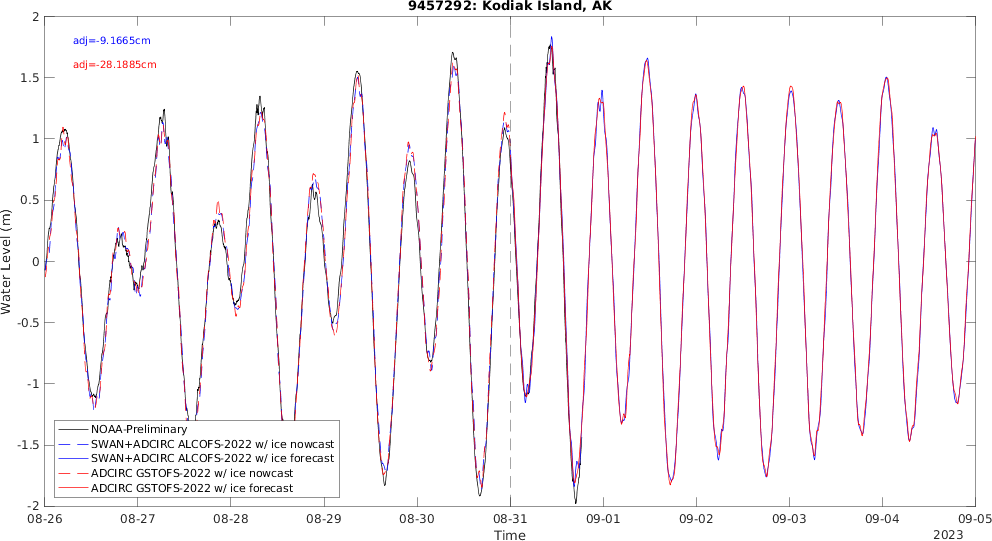 9457292: Kodiak Island, AK
adj=-9.1665cm
adj=-28.1885cm
2
1.5
1
0.5
0
-0.5
-1
-1.5
-2
Water Level (m)
NOAA-Preliminary
SWAN+ADCIRC ALCOFS-2022 w/ ice nowcast
SWAN+ADCIRC ALCOFS-2022 w/ ice forecast
ADCIRC GSTOFS-2022 w/ ice nowcast
ADCIRC GSTOFS-2022 w/ ice forecast
08-26 08-27 08-28 08-29 08-30 08-31 09-01 09-02 09-03 09-04 09-05
Time
2023